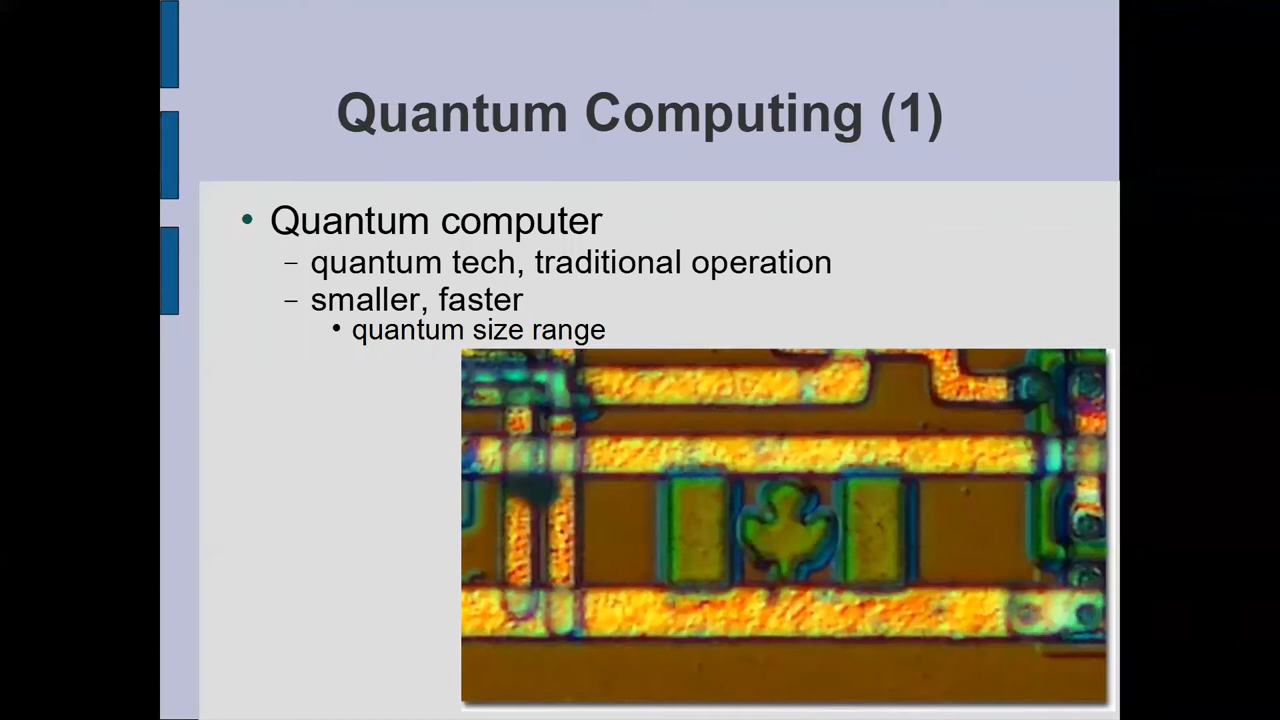 Quantum Computing (1)
• Quantum computer
– quantum tech, traditional operation
– smaller, faster
• quantum size range